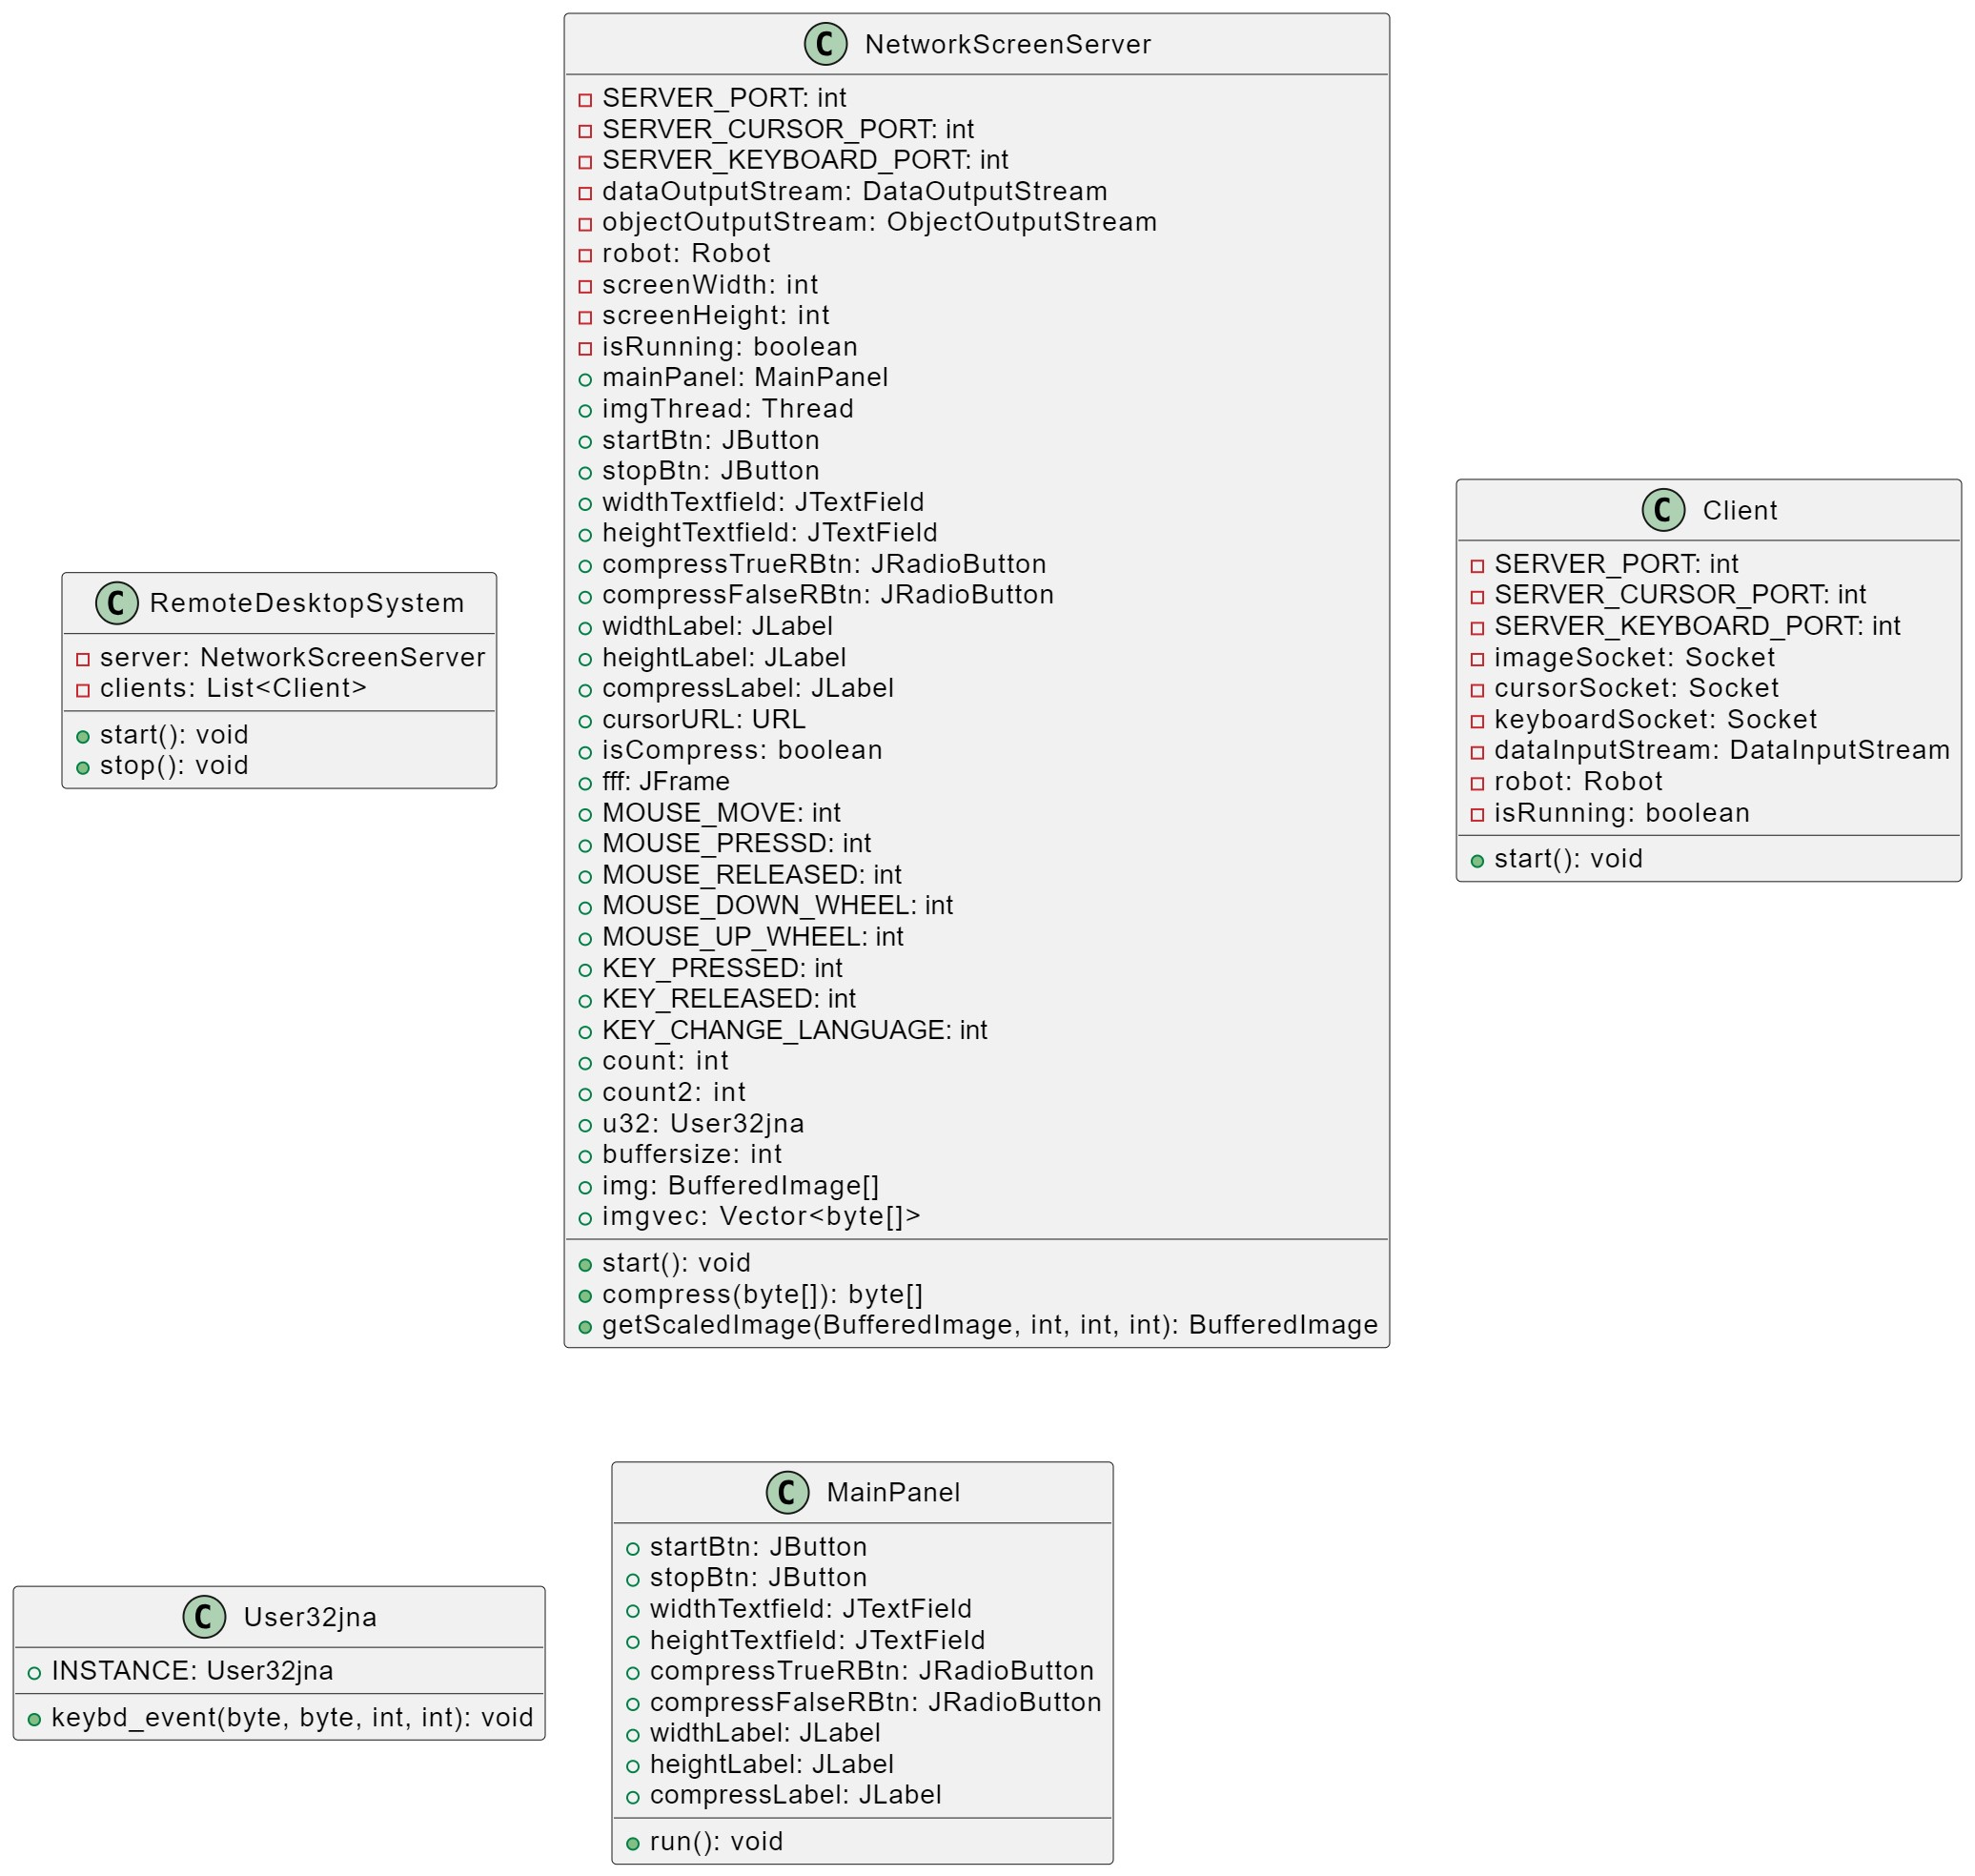 NetworkScreenServer
SERVER_PORT: int
SERVER_CURSOR_PORT: int
SERVER_KEYBOARD_PORT: int
dataOutputStream: DataOutputStream
objectOutputStream: ObjectOutputStream
robot: Robot
screenWidth: int
screenHeight: int
isRunning: boolean
mainPanel: MainPanel
imgThread: Thread
startBtn: JButton
stopBtn: JButton
widthTextfield: JTextField
heightTextfield: JTextField
compressTrueRBtn: JRadioButton
compressFalseRBtn: JRadioButton
widthLabel: JLabel
heightLabel: JLabel
compressLabel: JLabel
cursorURL: URL
isCompress: boolean
fff: JFrame
MOUSE_MOVE: int
MOUSE_PRESSD: int
MOUSE_RELEASED: int
MOUSE_DOWN_WHEEL: int
MOUSE_UP_WHEEL: int
KEY_PRESSED: int
KEY_RELEASED: int
KEY_CHANGE_LANGUAGE: int
count: int
count2: int
u32: User32jna
buffersize: int
img: BufferedImage[]
imgvec: Vector<byte[]>
start(): void
compress(byte[]): byte[]
getScaledImage(BufferedImage, int, int, int): BufferedImage
RemoteDesktopSystem
server: NetworkScreenServer
clients: List<Client>
start(): void
stop(): void
Client
SERVER_PORT: int
SERVER_CURSOR_PORT: int
SERVER_KEYBOARD_PORT: int
imageSocket: Socket
cursorSocket: Socket
keyboardSocket: Socket
dataInputStream: DataInputStream
robot: Robot
isRunning: boolean
start(): void
User32jna
INSTANCE: User32jna
keybd_event(byte, byte, int, int): void
MainPanel
startBtn: JButton
stopBtn: JButton
widthTextfield: JTextField
heightTextfield: JTextField
compressTrueRBtn: JRadioButton
compressFalseRBtn: JRadioButton
widthLabel: JLabel
heightLabel: JLabel
compressLabel: JLabel
run(): void